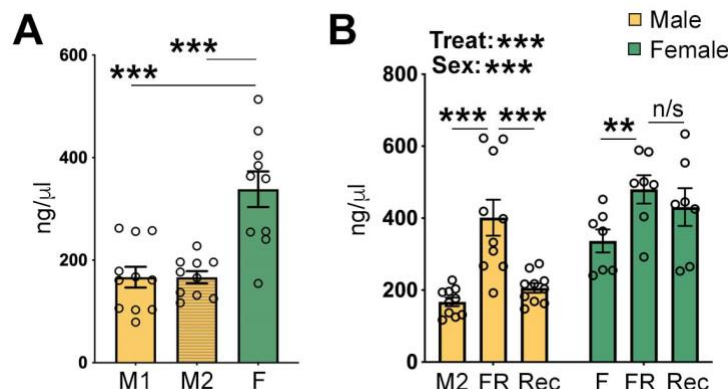 A
ng/µl
600
400
200
0
***
***
M1 M2 F
B
Male
Female
Treat:***
Sex:***
ng/µl
800
600
400
200
0
*** ***
** n/s
M2 FR Rec F FR Rec